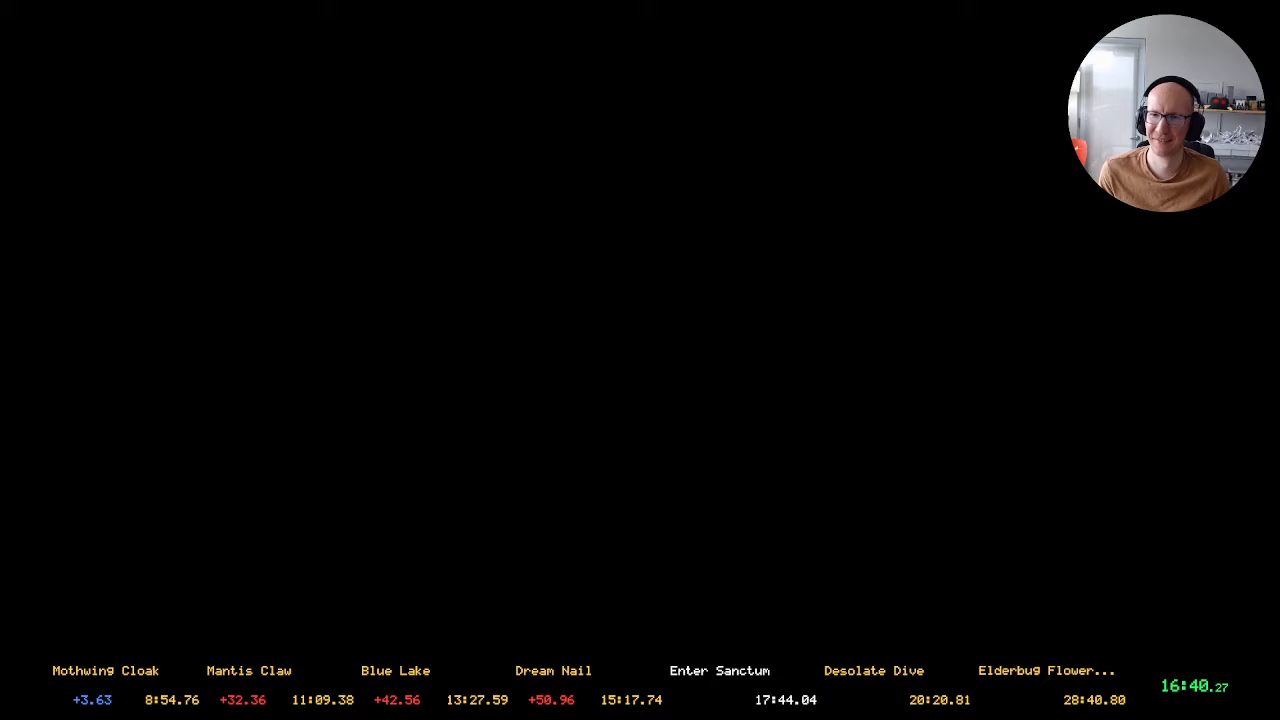 Mothwing Cloak Mantis Claw Blue Lake Dream Nail Enter Sanctum Desolate Dive Elderbug Flower...
+3.63 8:54.76 +32.36 11:09.38 +42.56 13:27.59 +50.96 15:17.74 17:44.04 20:20.81 28:40.80 16:40.27